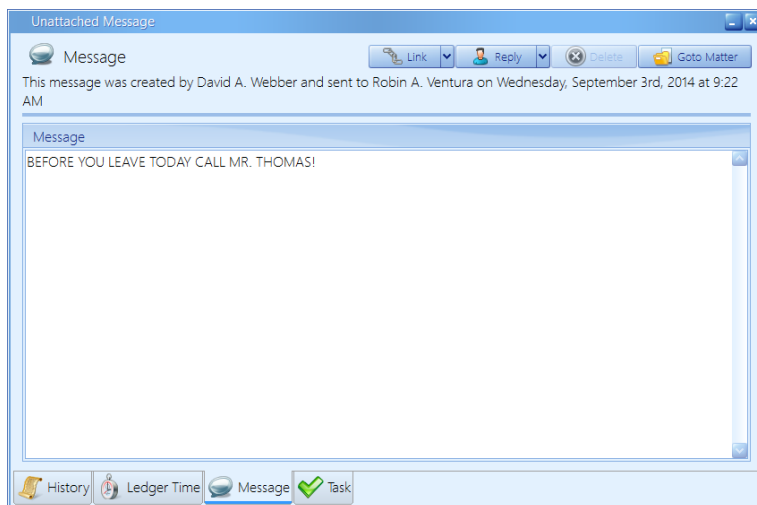 Unattached Message
Message
Link
Reply
Delete
Goto Matter
This message was created by David A. Webber and sent to Robin A. Ventura on Wednesday, September 3rd, 2014 at 9:22
AM
Message
BEFORE YOU LEAVE TODAY CALL MR. THOMAS!
History
Ledger Time
Message
Task